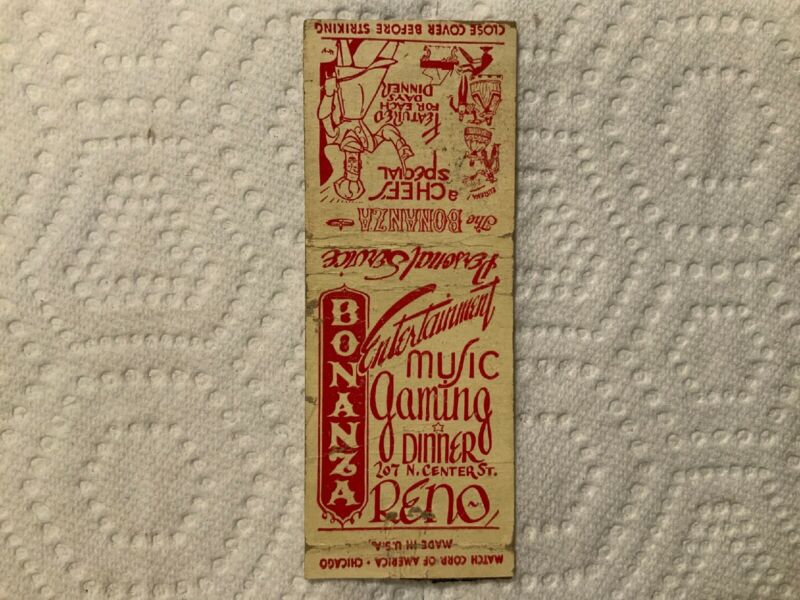 BONANZA
Entertainment
MUSIC
Gaming
DINNER
207 N. CENTER ST.
RENO
Personal Service
The BONANZA
a CHEF'S
SPECIAL
FEATURED
FOR EACH
DAYS
DINNER
CLOSE COVER BEFORE STRIKING
MADE IN U.S.A.
MATCH CORP. OF AMERICA • CHICAGO